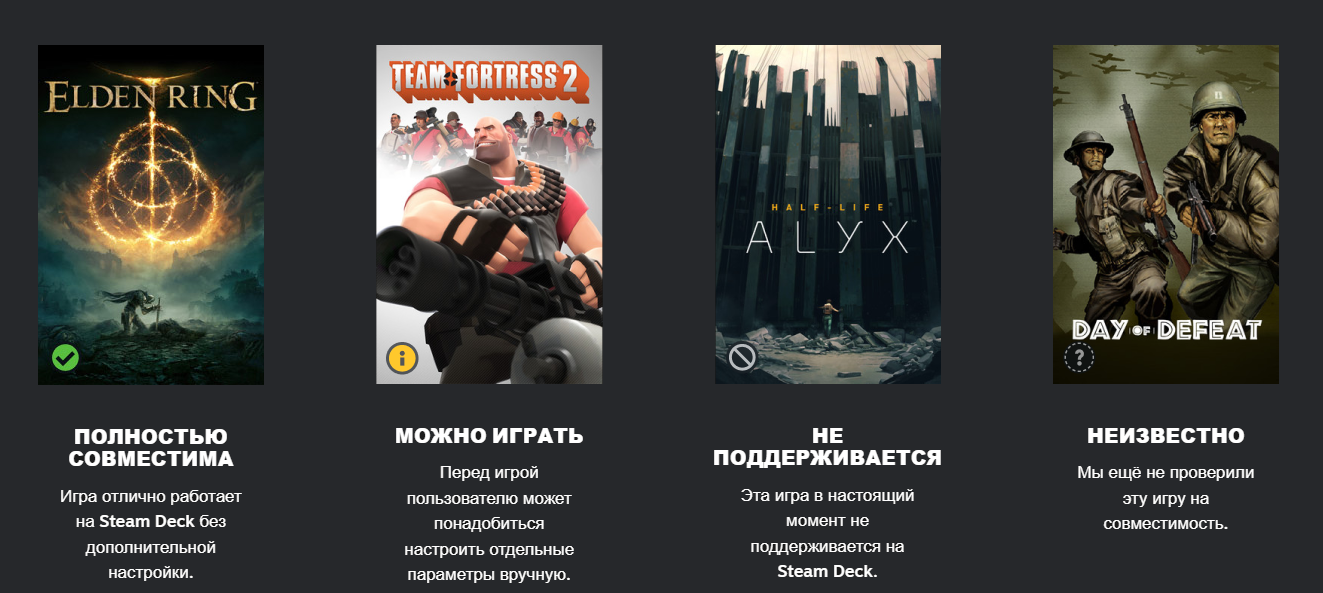 ELDEN RING
TEAM FORTRESS 2
HALF-LIFE
ALYX
DAY OF DEFEAT
?
ПОЛНОСТЬЮ
СОВМЕСТИМА
Игра отлично работает
на Steam Deck без
дополнительной
настройки.
МОЖНО ИГРАТЬ
Перед игрой
пользователю может
понадобиться
настроить отдельные
параметры вручную.
НЕ
ПОДДЕРЖИВАЕТСЯ
Эта игра в настоящий
момент не
поддерживается на
Steam Deck.
НЕИЗВЕСТНО
Мы ещё не проверили
эту игру на
совместимость.